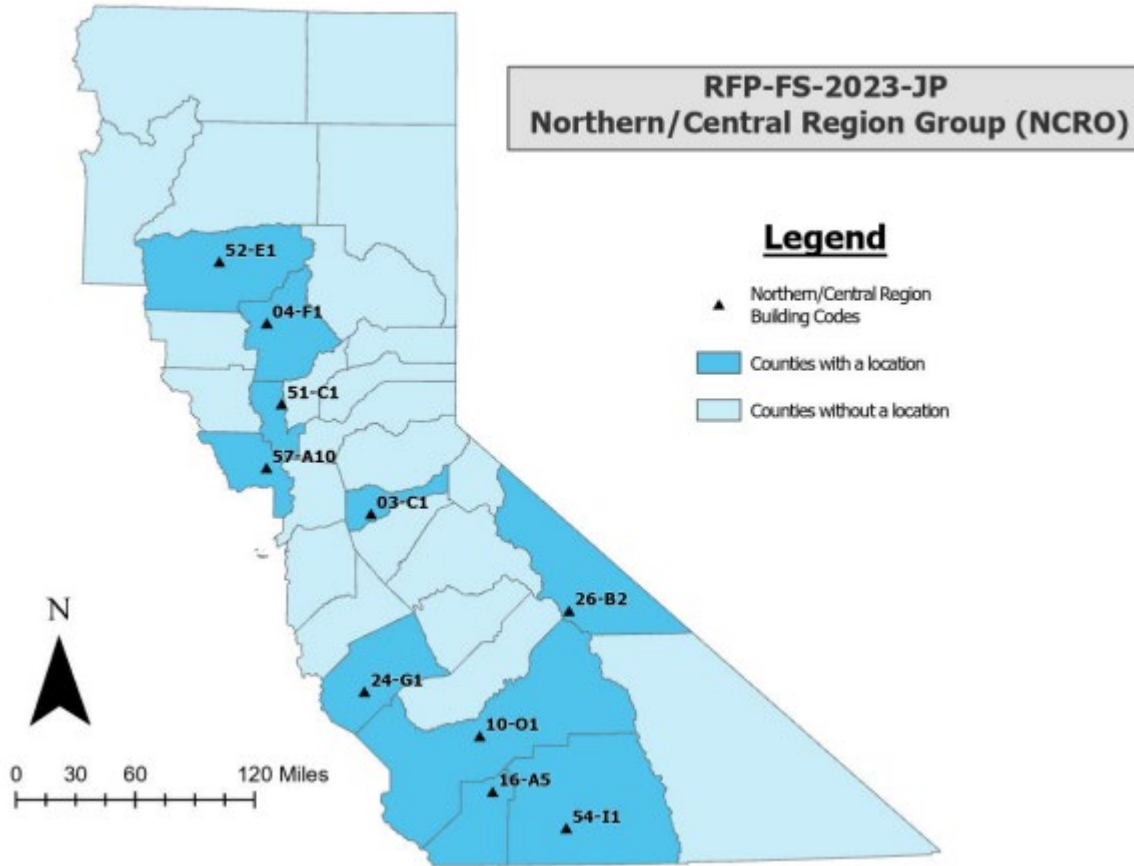 RFP-FS-2023-JP
Northern/Central Region Group (NCRO)
Legend
Northern/Central Region
Building Codes
Counties with a location
Counties without a location
52-E1
04-F1
51-C1
57-A10
03-C1
26-B2
24-G1
10-O1
16-A5
54-I1
N
0 30 60 120 Miles